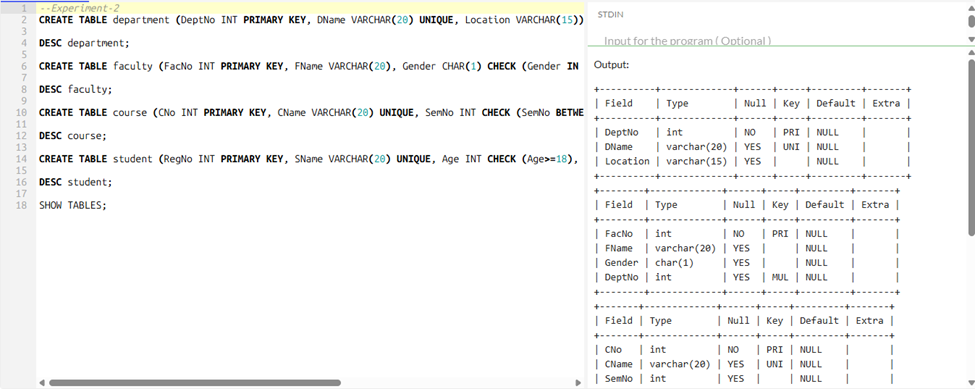 1 --Experiment-2
2 CREATE TABLE department (DeptNo INT PRIMARY KEY, DName VARCHAR(20) UNIQUE, Location VARCHAR(15))
3
4 DESC department;
5
6 CREATE TABLE faculty (FacNo INT PRIMARY KEY, FName VARCHAR(20), Gender CHAR(1) CHECK (Gender IN
7
8 DESC faculty;
9
10 CREATE TABLE course (CNo INT PRIMARY KEY, CName VARCHAR(20) UNIQUE, SemNo INT CHECK (SemNo BETWE
11
12 DESC course;
13
14 CREATE TABLE student (RegNo INT PRIMARY KEY, SName VARCHAR(20) UNIQUE, Age INT CHECK (Age>=18),
15
16 DESC student;
17
18 SHOW TABLES;
STDIN
Input for the program ( Optional )
Output:
+----------+-------------+------+-----+---------+-------+
| Field | Type | Null | Key | Default | Extra |
+----------+-------------+------+-----+---------+-------+
| DeptNo | int | NO | PRI | NULL | |
| DName | varchar(20) | YES | UNI | NULL | |
| Location | varchar(15) | YES | | NULL | |
+----------+-------------+------+-----+---------+-------+
+--------+-------------+------+-----+---------+-------+
| Field | Type | Null | Key | Default | Extra |
+--------+-------------+------+-----+---------+-------+
| FacNo | int | NO | PRI | NULL | |
| FName | varchar(20) | YES | | NULL | |
| Gender | char(1) | YES | | NULL | |
| DeptNo | int | YES | MUL | NULL | |
+--------+-------------+------+-----+---------+-------+
+-------+-------------+------+-----+---------+-------+
| Field | Type | Null | Key | Default | Extra |
+-------+-------------+------+-----+---------+-------+
| CNo | int | NO | PRI | NULL | |
| CName | varchar(20) | YES | UNI | NULL | |
| SemNo | int | YES | | NULL | |